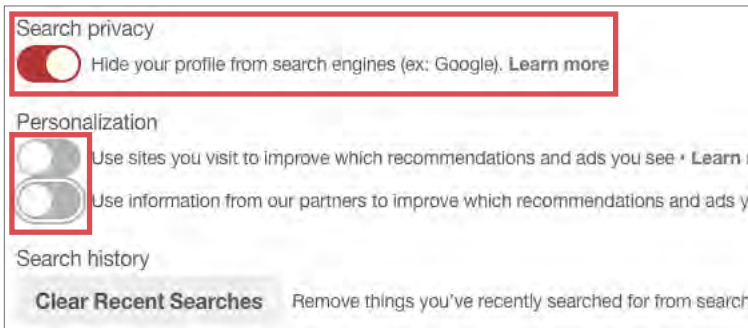 Search privacy
Hide your profile from search engines (ex: Google). Learn more
Personalization
Use sites you visit to improve which recommendations and ads you see • Learn
Use information from our partners to improve which recommendations and ads
Search history
Clear Recent Searches Remove things you've recently searched for from search